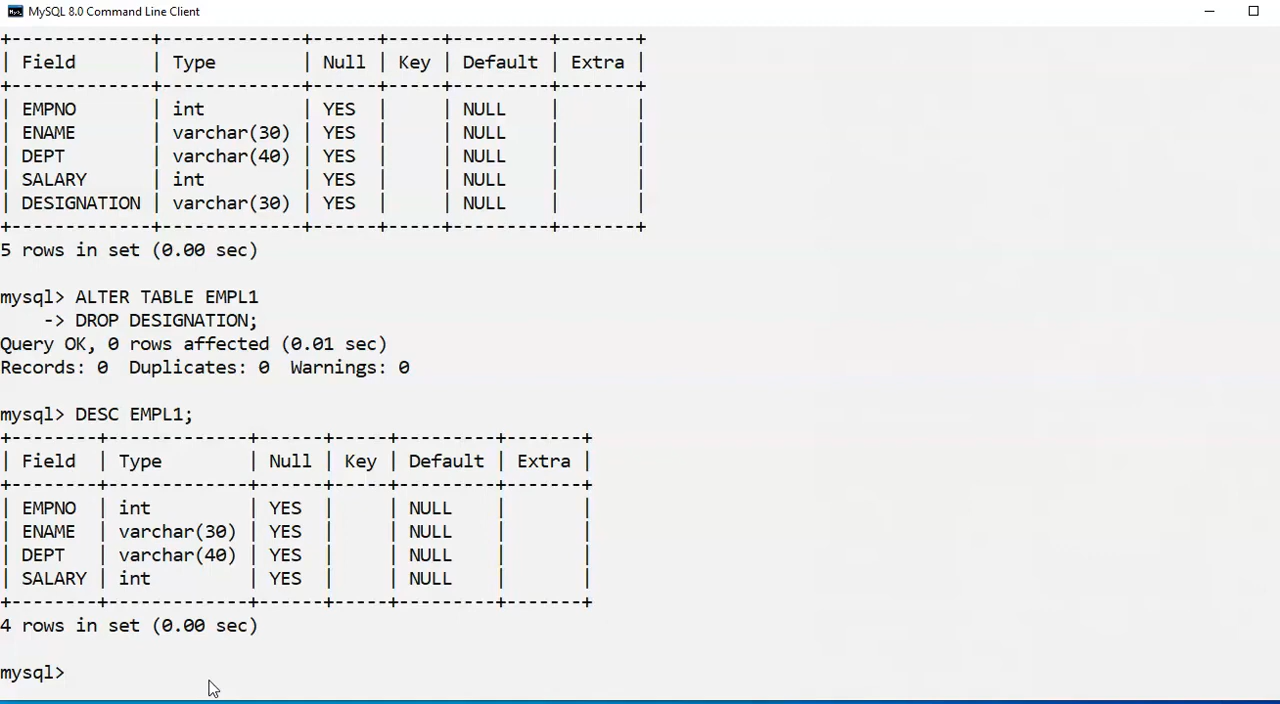 MySQL 8.0 Command Line Client
+-------------+-------------+------+-----+---------+-------+
| Field       | Type        | Null | Key | Default | Extra |
+-------------+-------------+------+-----+---------+-------+
| EMPNO       | int         | YES  |     | NULL    |       |
| ENAME       | varchar(30) | YES  |     | NULL    |       |
| DEPT        | varchar(40) | YES  |     | NULL    |       |
| SALARY      | int         | YES  |     | NULL    |       |
| DESIGNATION | varchar(30) | YES  |     | NULL    |       |
+-------------+-------------+------+-----+---------+-------+
5 rows in set (0.00 sec)
mysql> ALTER TABLE EMPL1
    -> DROP DESIGNATION;
Query OK, 0 rows affected (0.01 sec)
Records: 0  Duplicates: 0  Warnings: 0
mysql> DESC EMPL1;
+--------+-------------+------+-----+---------+-------+
| Field  | Type        | Null | Key | Default | Extra |
+--------+-------------+------+-----+---------+-------+
| EMPNO  | int         | YES  |     | NULL    |       |
| ENAME  | varchar(30) | YES  |     | NULL    |       |
| DEPT   | varchar(40) | YES  |     | NULL    |       |
| SALARY | int         | YES  |     | NULL    |       |
+--------+-------------+------+-----+---------+-------+
4 rows in set (0.00 sec)
mysql>